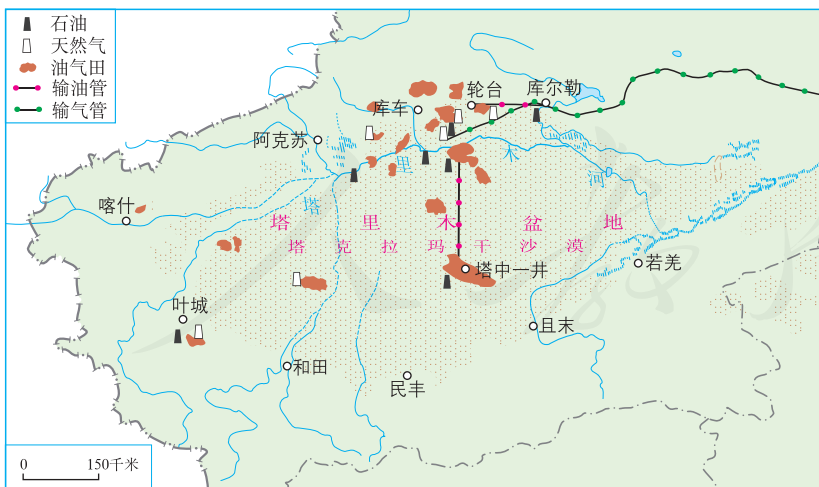 石油
天然气
油气田
输油管
输气管
库车
轮台
库尔勒
阿克苏
喀什
塔里木河
塔里木盆地
塔克拉玛干沙漠
塔中一井
若羌
叶城
且末
和田
民丰
0 150千米